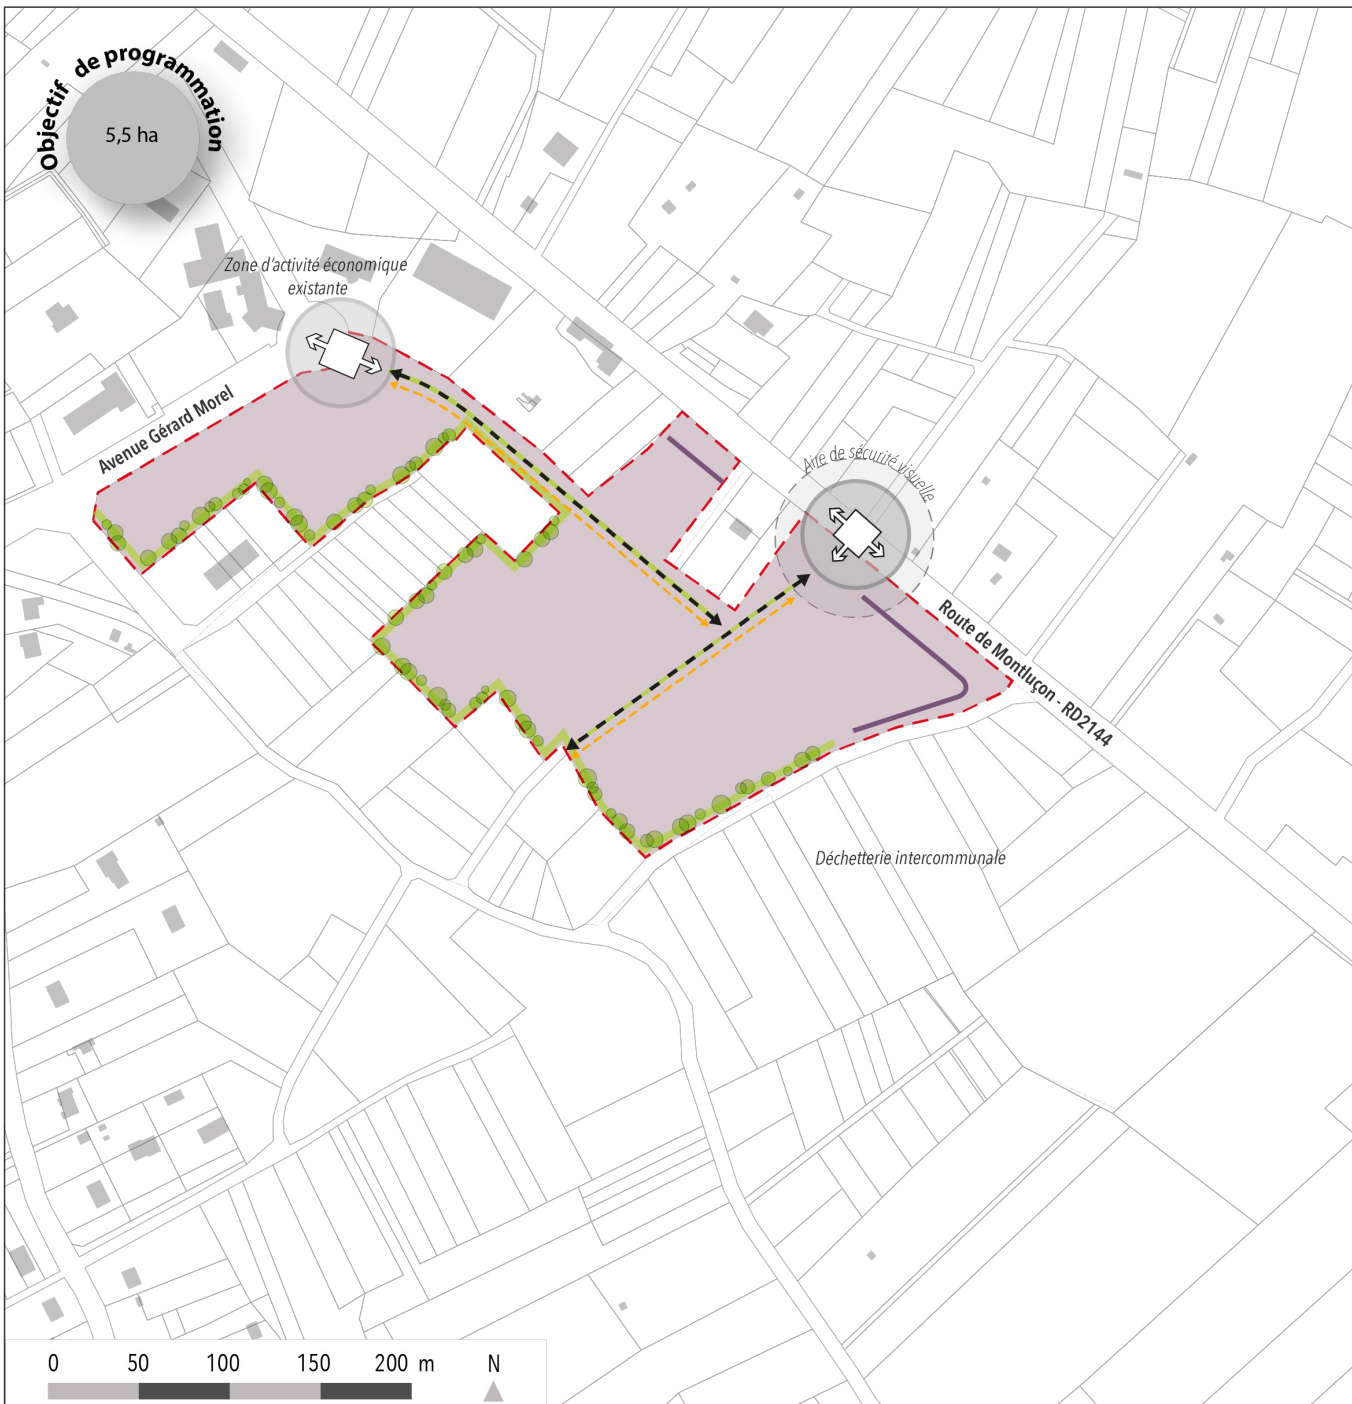 Objectif de programmation
5,5 ha
Zone d'activité économique
existante
Avenue Gérard Morel
Aire de sécurité visuelle
Route de Montluçon - RD2144
Déchetterie intercommunale
0 50 100 150 200 m N